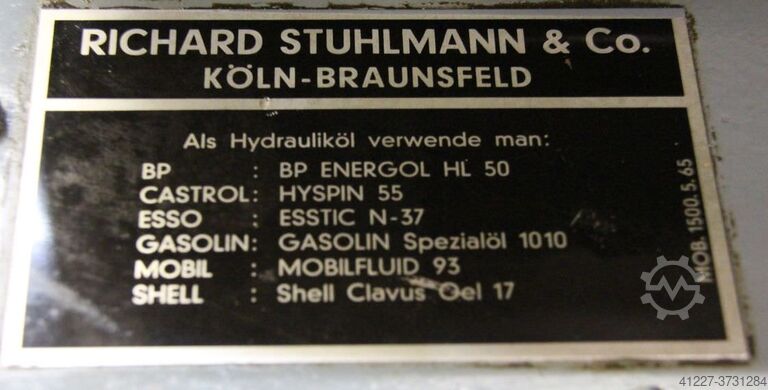 RICHARD STUHLMANN & Co.
KÖLN-BRAUNSFELD
Als Hydrauliköl verwende man:
BP : BP ENERGOL HL 50
CASTROL: HYSPIN 55
ESSO : ESSTIC N-37
GASOLIN: GASOLIN Spezialöl 1010
MOBIL : MOBILFLUID 93
SHELL : Shell Clavus Oel 17
MIOB. 1500. 5. 65
41227-3731284